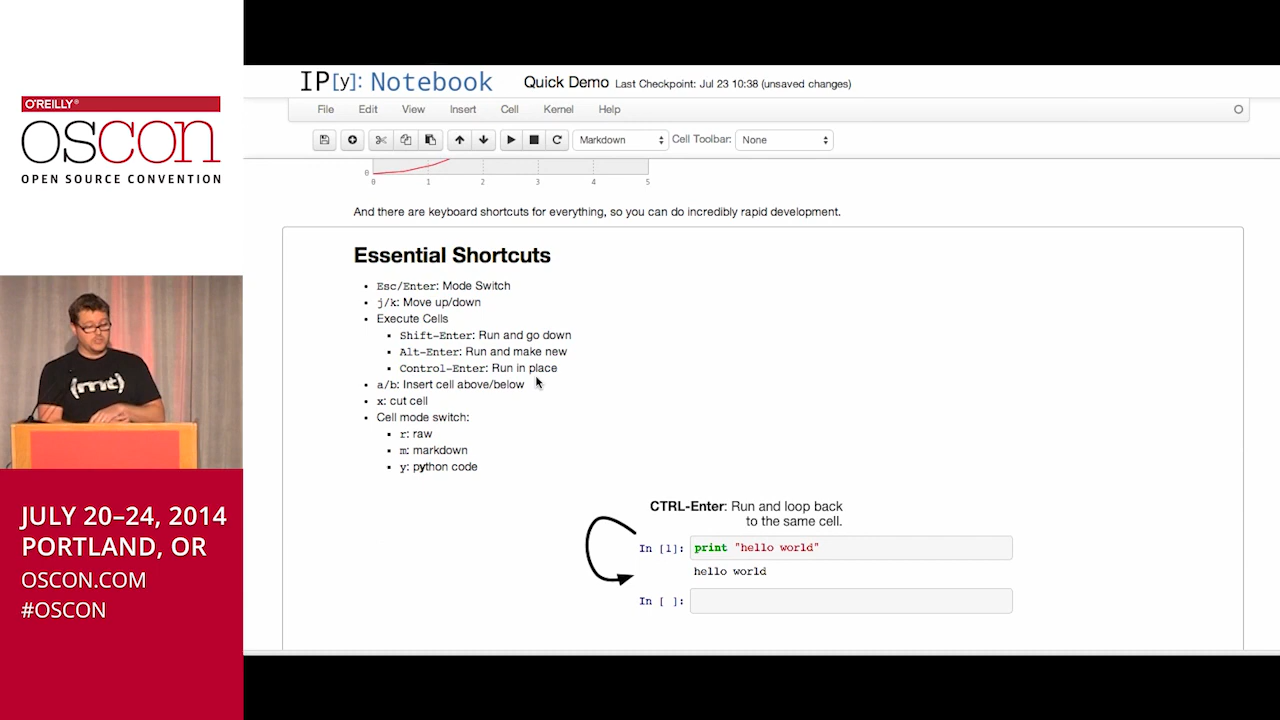 O'REILLY®
OSCON
OPEN SOURCE CONVENTION
{mt}
JULY 20–24, 2014
PORTLAND, OR
OSCON.COM
#OSCON
IP[y]: Notebook
Quick Demo Last Checkpoint: Jul 23 10:38 (unsaved changes)
File Edit View Insert Cell Kernel Help
Markdown Cell Toolbar: None
0
0 1 2 3 4 5
And there are keyboard shortcuts for everything, so you can do incredibly rapid development.
Essential Shortcuts
Esc/Enter: Mode Switch
j/k: Move up/down
Execute Cells
Shift-Enter: Run and go down
Alt-Enter: Run and make new
Control-Enter: Run in place
a/b: Insert cell above/below
x: cut cell
Cell mode switch:
r: raw
m: markdown
y: python code
CTRL-Enter: Run and loop back
to the same cell.
In [1]: print "hello world"
hello world
In [ ]: